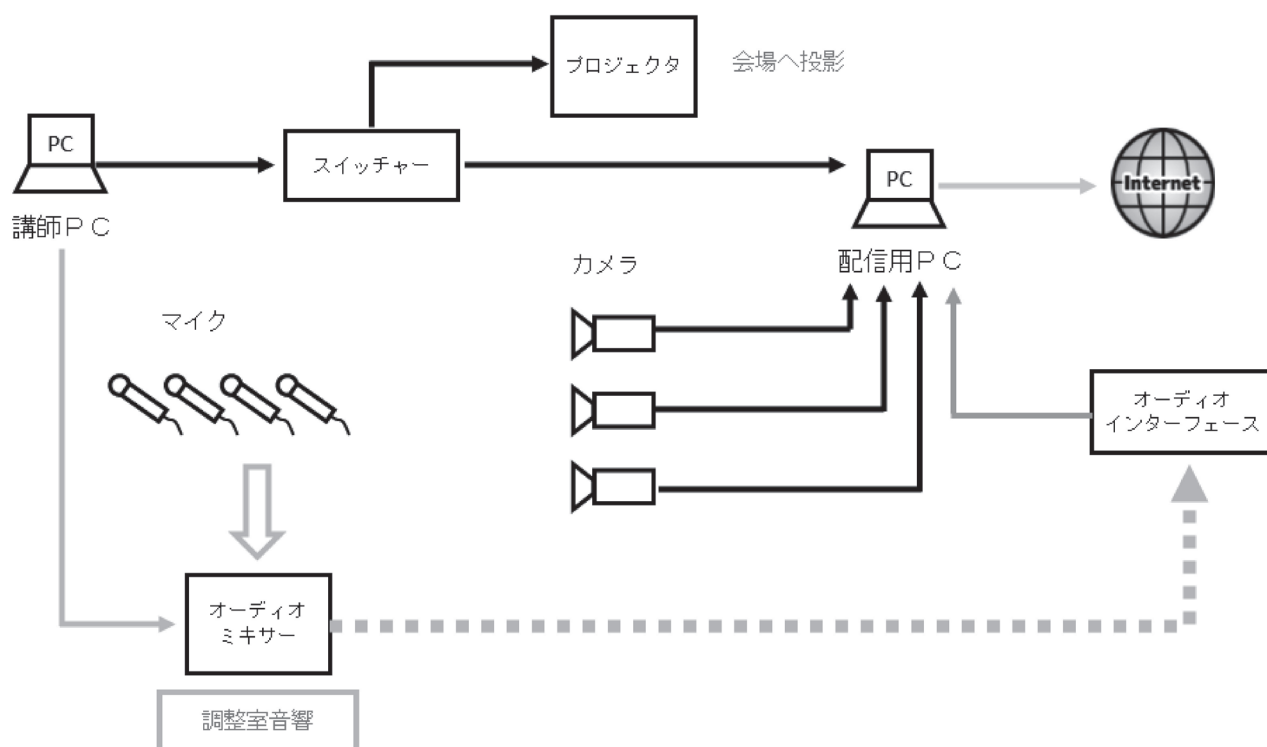 プロジェクタ
会場へ投影
PC
スイッチャー
PC
Internet
講師ＰＣ
カメラ
配信用ＰＣ
マイク
オーディオ
インターフェース
オーディオ
ミキサー
調整室音響